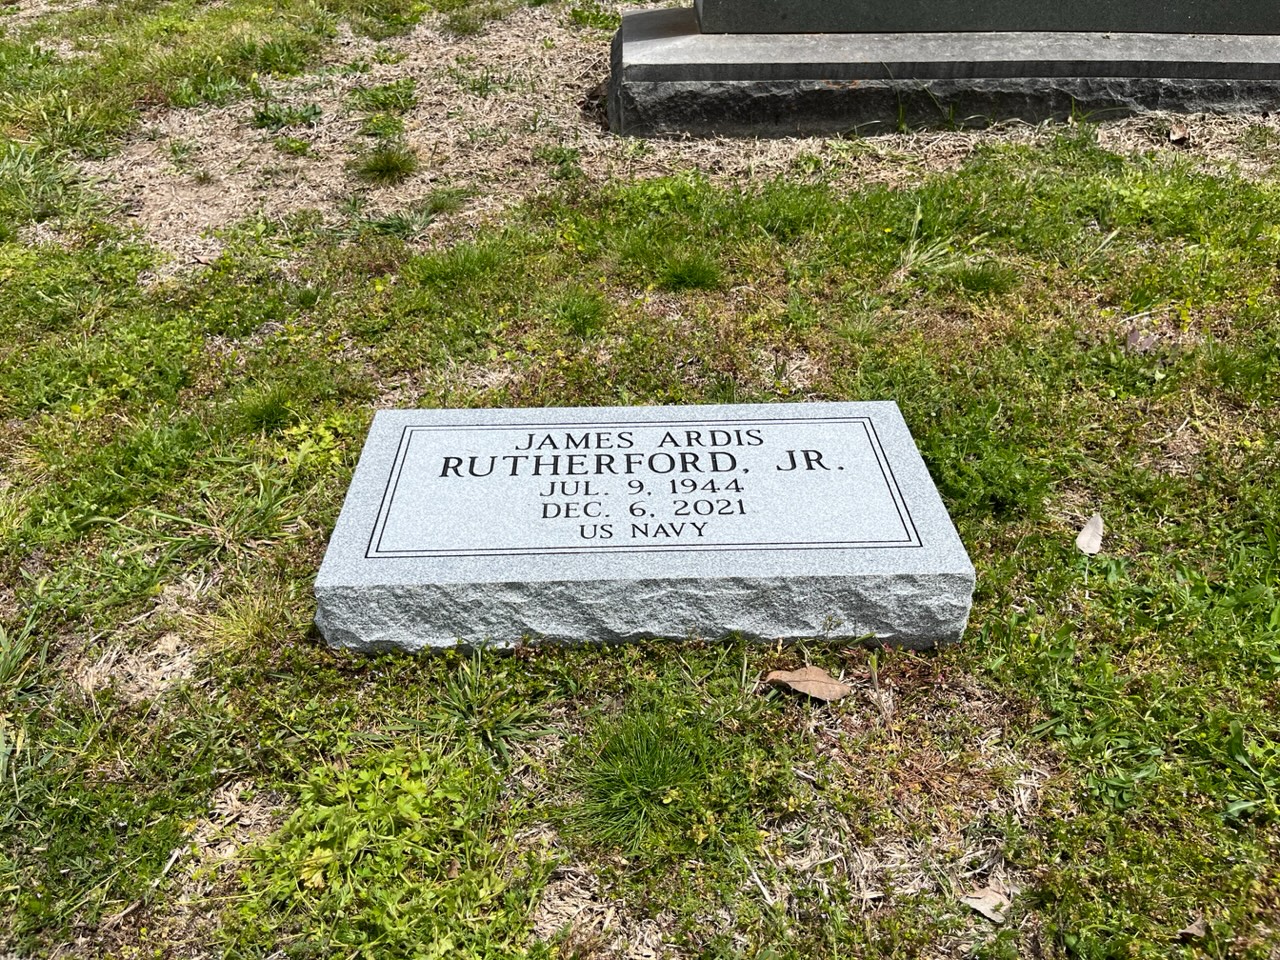 JAMES ARDIS
RUTHERFORD, JR.
JUL. 9, 1944
DEC. 6, 2021
US NAVY